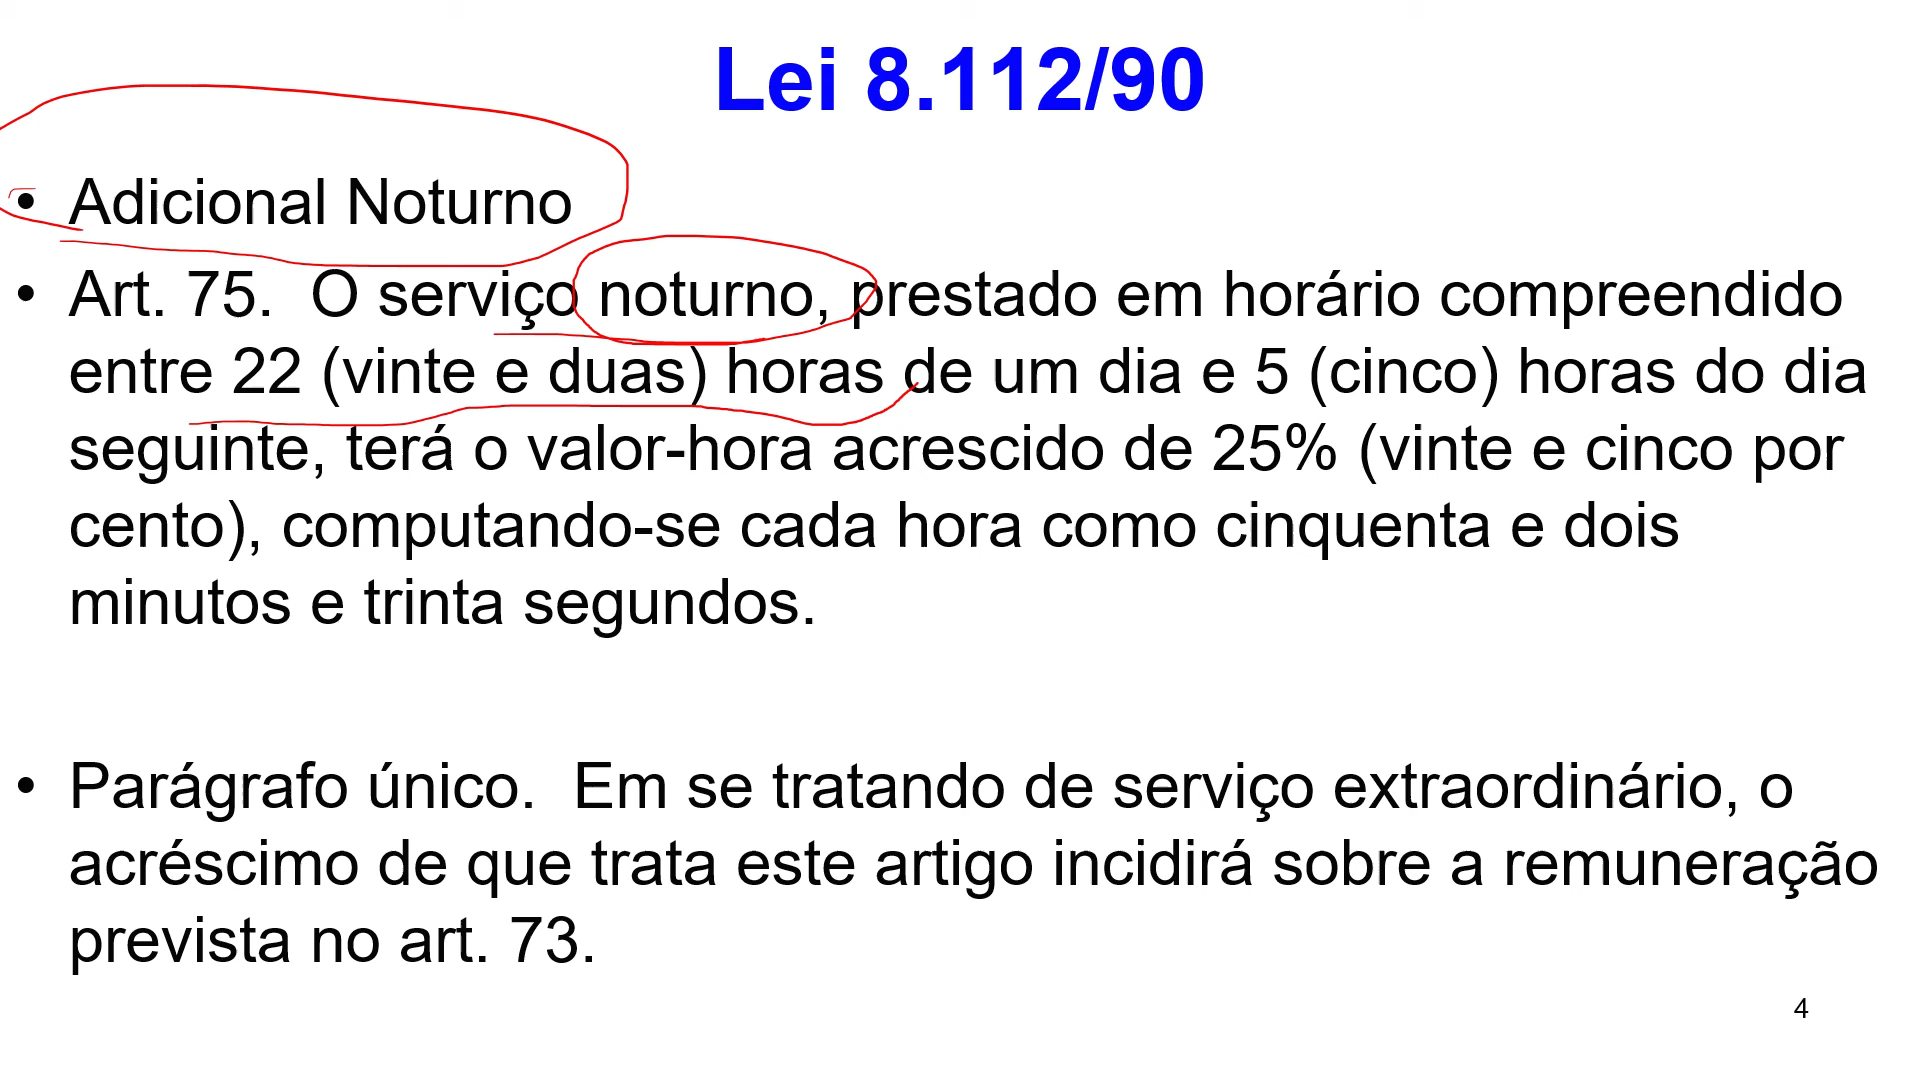 Lei 8.112/90
• Adicional Noturno
• Art. 75.  O serviço noturno, prestado em horário compreendido
entre 22 (vinte e duas) horas de um dia e 5 (cinco) horas do dia
seguinte, terá o valor-hora acrescido de 25% (vinte e cinco por
cento), computando-se cada hora como cinquenta e dois
minutos e trinta segundos.
• Parágrafo único.  Em se tratando de serviço extraordinário, o
acréscimo de que trata este artigo incidirá sobre a remuneração
prevista no art. 73.
4